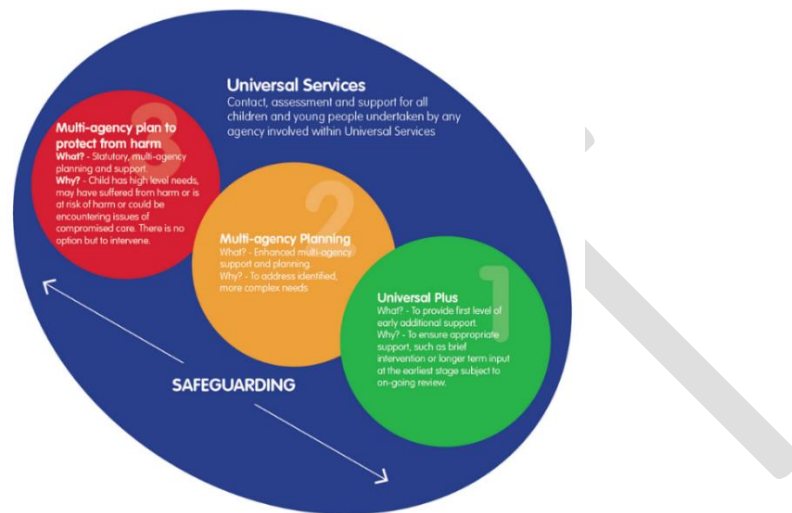 Universal Services
Contact, assessment and support for all
children and young people undertaken by any
agency involved within Universal Services
3
Multi-agency plan to
protect from harm
What? - Statutory, multi-agency
planning and support.
Why? - Child has high level needs,
may have suffered from harm or is
at risk of harm or could be
encountering issues of
compromised care. There is no
option but to intervene.
2
Multi-agency Planning
What? - Enhanced multi-agency
support and planning
Why? - To address identified,
more complex needs
1
Universal Plus
What? - To provide first level of
early additional support.
Why? - To ensure appropriate
support, such as brief
intervention or longer term input
at the earliest stage subject to
on-going review.
SAFEGUARDING